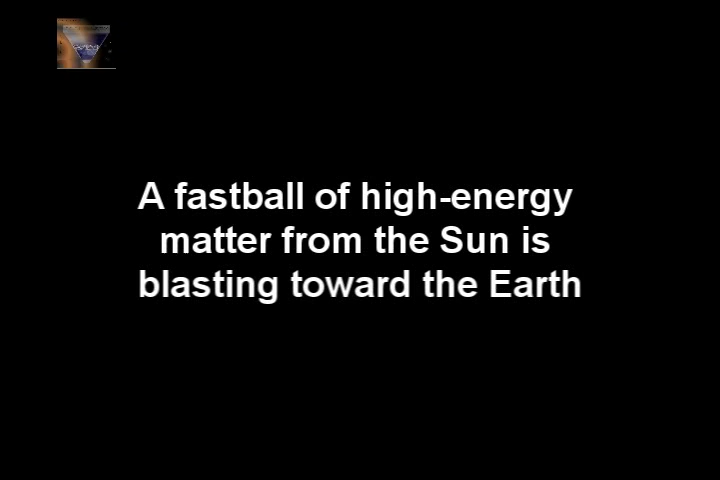 A fastball of high-energy
matter from the Sun is
blasting toward the Earth